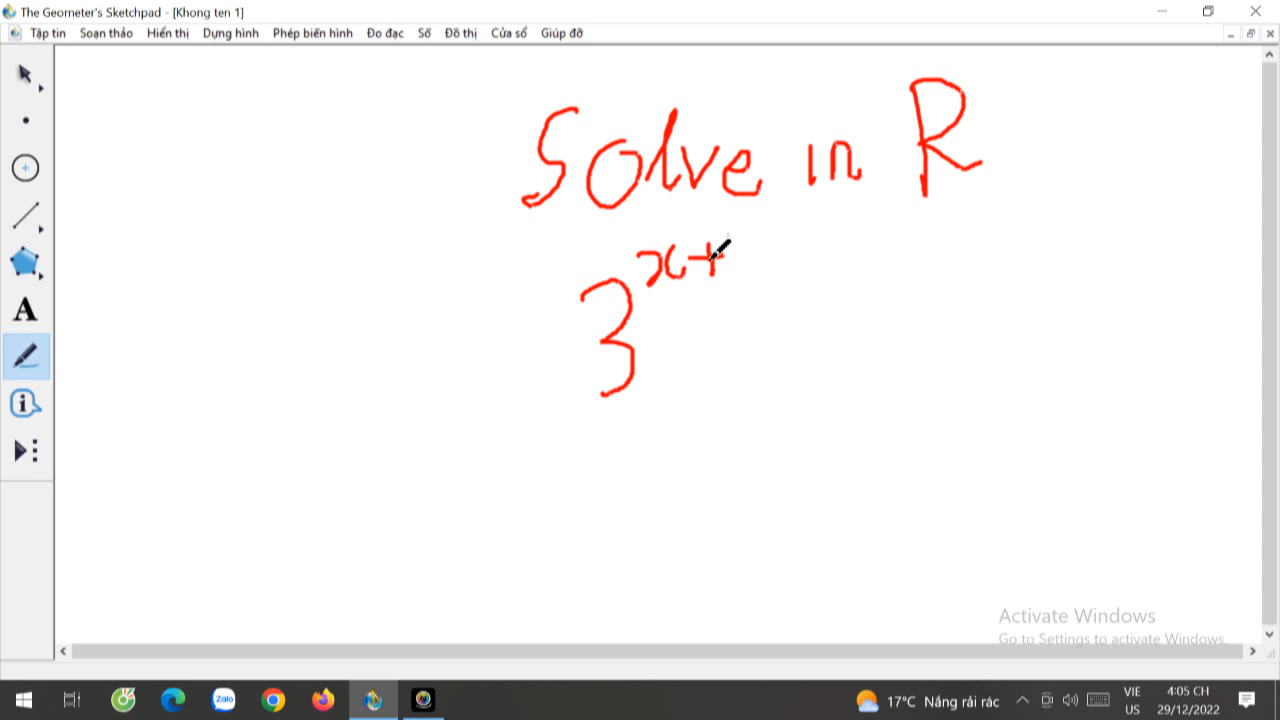 The Geometer's Sketchpad - [Khong ten 1]
Tập tin Soạn thảo Hiển thị Dựng hình Phép biến hình Đo đạc Số Đồ thị Cửa sổ Giúp đỡ
Solve in R
3^{x+
A
Activate Windows
Go to Settings to activate Windows.
Zalo
17°C Nắng rải rác
VIE
US
4:05 CH
29/12/2022